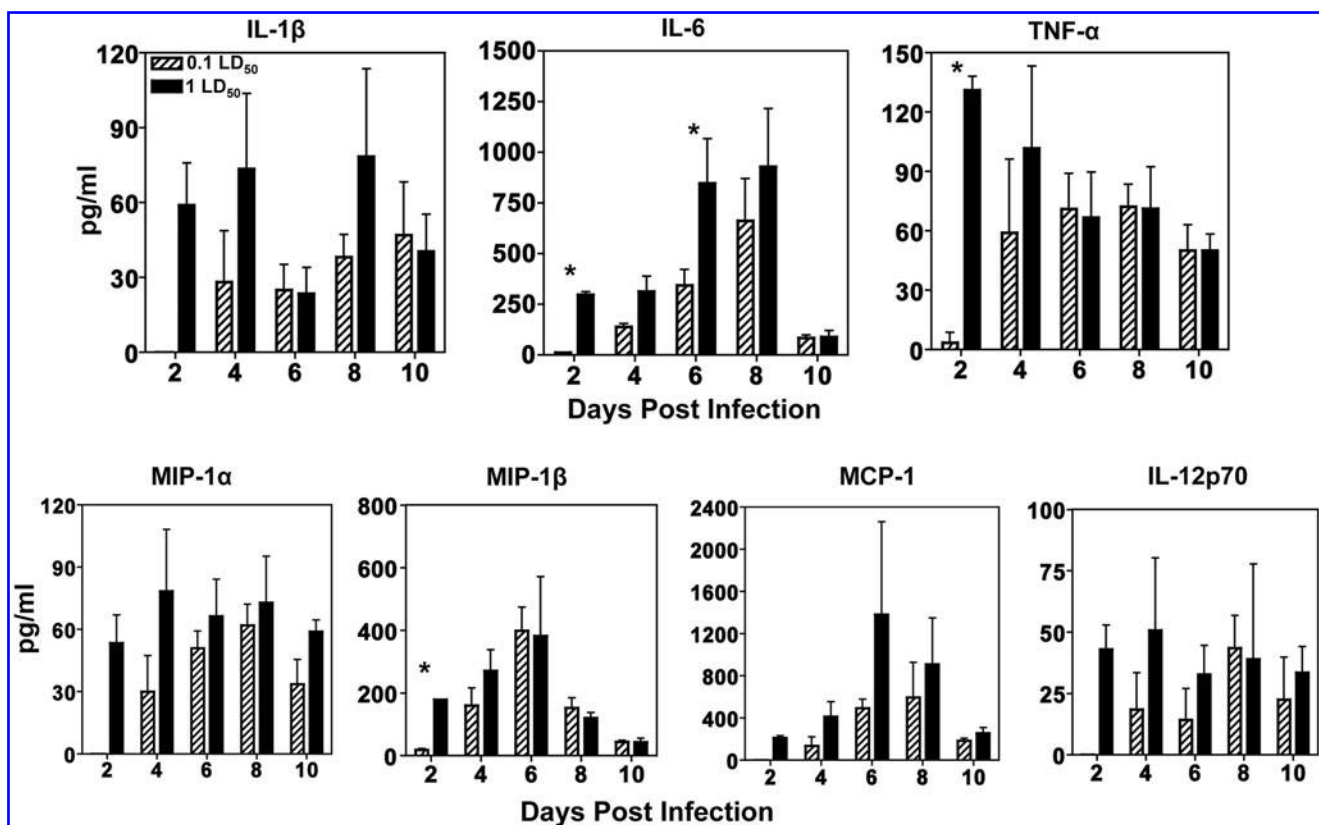 IL-1β
IL-6
TNF-α
120
90
60
30
0
pg/ml
0.1 LD50
1 LD50
2 4 6 8 10
1500
1250
1000
750
500
250
0
*
*
2 4 6 8 10
150
120
90
60
30
0
*
2 4 6 8 10
Days Post Infection
MIP-1α
MIP-1β
MCP-1
IL-12p70
120
90
60
30
0
pg/ml
2 4 6 8 10
800
600
400
200
0
*
2 4 6 8 10
2400
2000
1600
1200
800
400
0
2 4 6 8 10
100
75
50
25
0
2 4 6 8 10
Days Post Infection